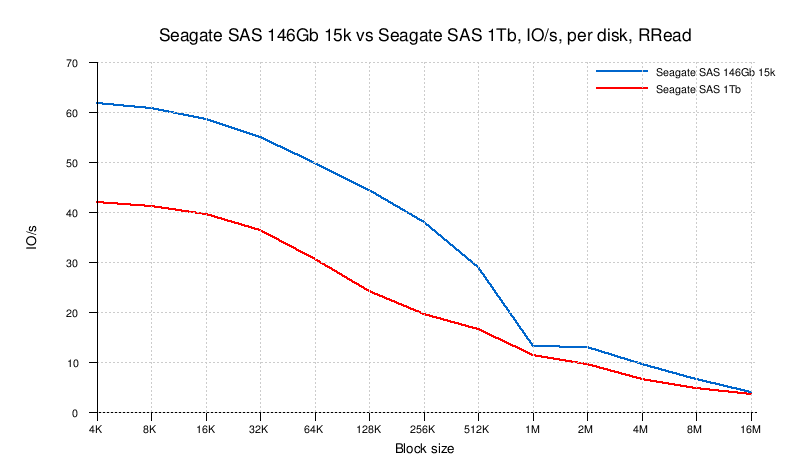 Seagate SAS 146Gb 15k vs Seagate SAS 1Tb, IO/s, per disk, RRead
Seagate SAS 146Gb 15k
Seagate SAS 1Tb
70
60
50
40
30
20
10
0
IO/s
4K 8K 16K 32K 64K 128K 256K 512K 1M 2M 4M 8M 16M
Block size